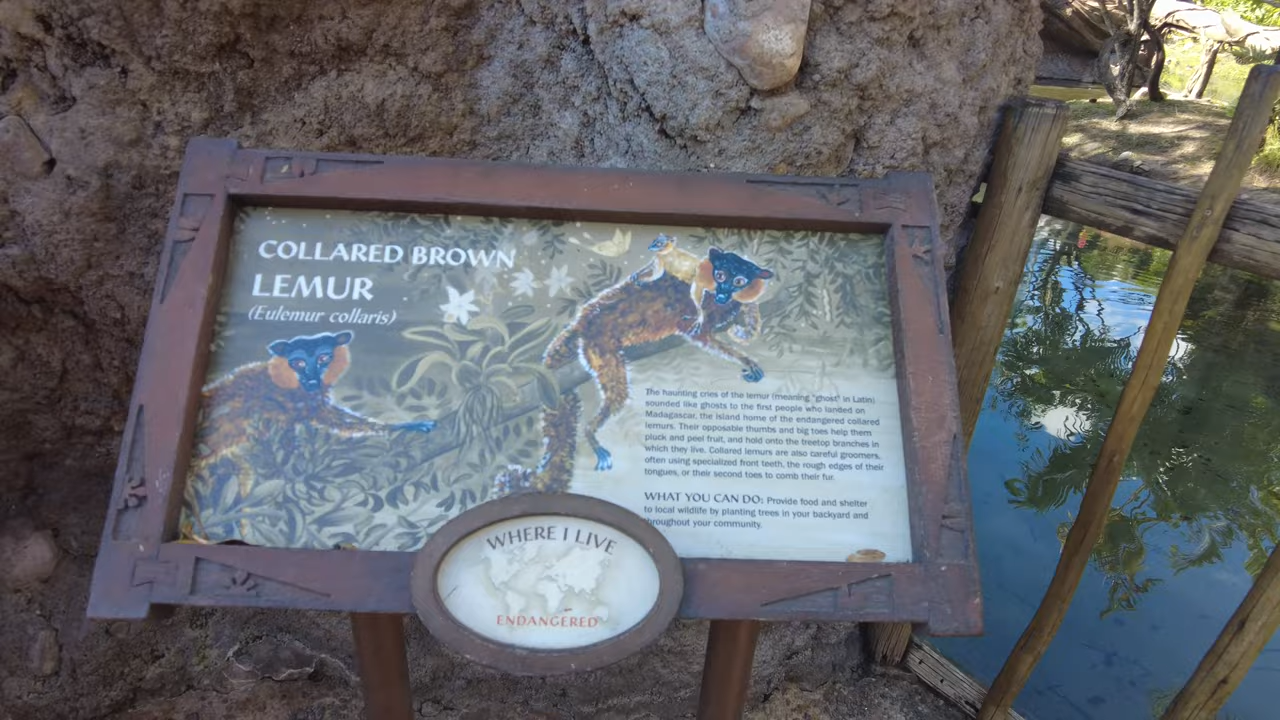 COLLARED BROWN
LEMUR
(Eulemur collaris)
The haunting cries of the lemur (meaning "ghost" in Latin)
sounded like ghosts to the first people who landed on
Madagascar, the island home of the endangered collared
lemurs. Their opposable thumbs and big toes help them
pluck and peel fruit, and hold onto the treetop branches in
which they live. Collared lemurs are also careful groomers,
often using specialized front teeth, the rough edges of their
tongues, or their second toes to comb their fur.
WHAT YOU CAN DO: Provide food and shelter
to local wildlife by planting trees in your backyard and
throughout your community.
WHERE I LIVE
ENDANGERED